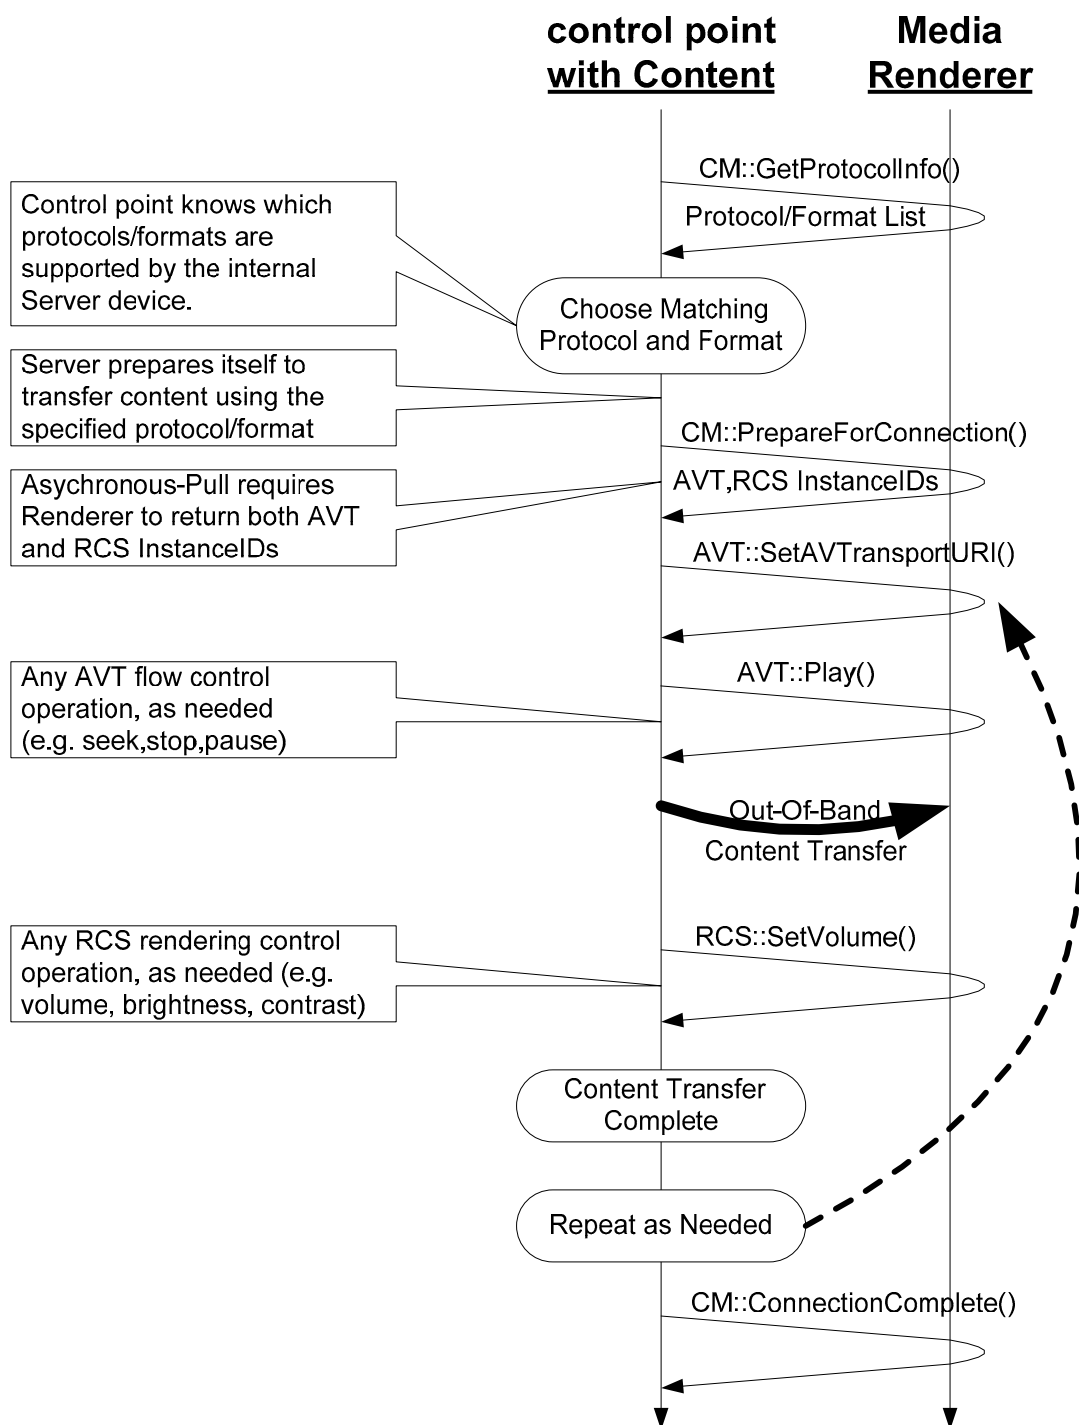 control point
with Content
Media
Renderer
CM::GetProtocolInfo()
Protocol/Format List
Control point knows which
protocols/formats are
supported by the internal
Server device.
Choose Matching
Protocol and Format
Server prepares itself to
transfer content using the
specified protocol/format
CM::PrepareForConnection()
AVT,RCS InstanceIDs
Asychronous-Pull requires
Renderer to return both AVT
and RCS InstanceIDs
AVT::SetAVTransportURI()
Any AVT flow control
operation, as needed
(e.g. seek,stop,pause)
AVT::Play()
Out-Of-Band
Content Transfer
Any RCS rendering control
operation, as needed (e.g.
volume, brightness, contrast)
RCS::SetVolume()
Content Transfer
Complete
Repeat as Needed
CM::ConnectionComplete()